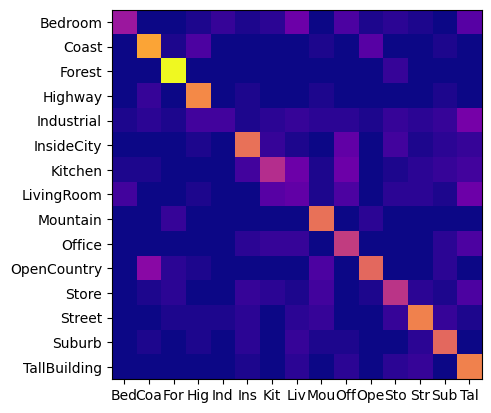 Bedroom
Coast
Forest
Highway
Industrial
InsideCity
Kitchen
LivingRoom
Mountain
Office
OpenCountry
Store
Street
Suburb
TallBuilding
Bed Coa For Hig Ind Ins Kit Liv Mou Off Ope Sto Str Sub Tal